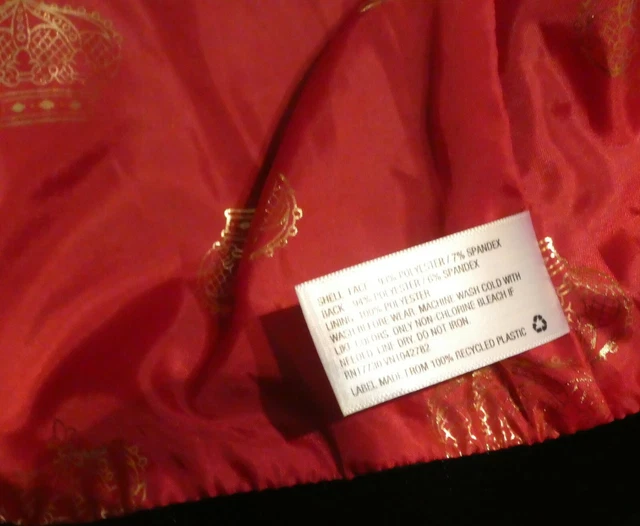 SHELL FACE 93% POLYESTER / 7% SPANDEX
BACK 94% POLYESTER / 6% SPANDEX
LINING 100% POLYESTER
WASH BEFORE WEAR. MACHINE WASH COLD WITH
LIKE COLORS. ONLY NON-CHLORINE BLEACH IF
NEEDED. LINE DRY. DO NOT IRON
VN1042782
LABEL MADE FROM 100% RECYCLED PLASTIC